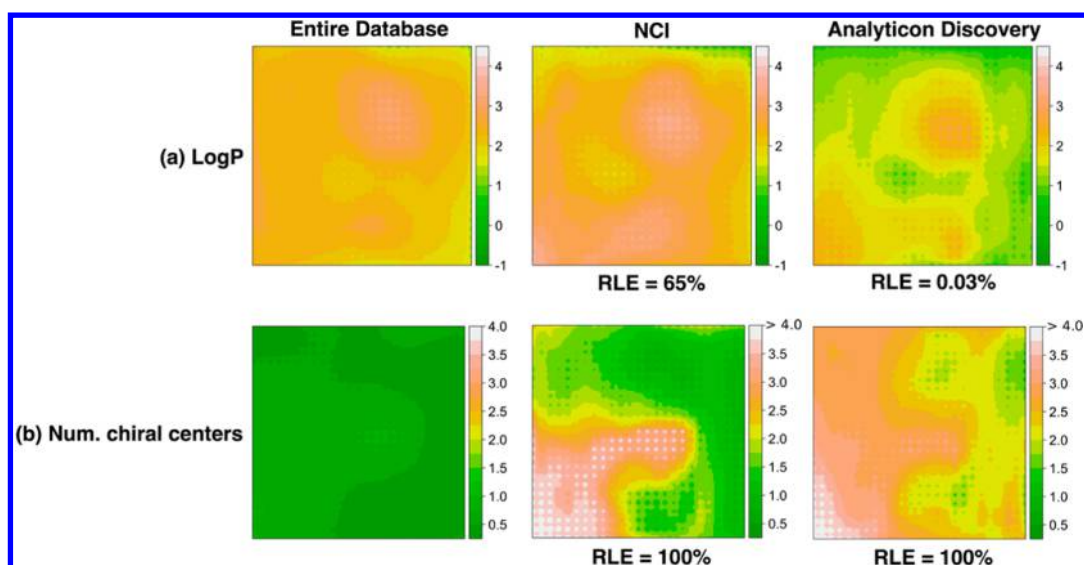 Entire Database NCI Analyticon Discovery
(a) LogP
4 4 4
3 3 3
2 2 2
1 1 1
0 0 0
-1 -1 -1
RLE = 65% RLE = 0.03%
4.0 > 4.0 > 4.0
3.5 3.5 3.5
3.0 3.0 3.0
2.5 2.5 2.5
(b) Num. chiral centers
2.0 2.0 2.0
1.5 1.5 1.5
1.0 1.0 1.0
0.5 0.5 0.5
RLE = 100% RLE = 100%